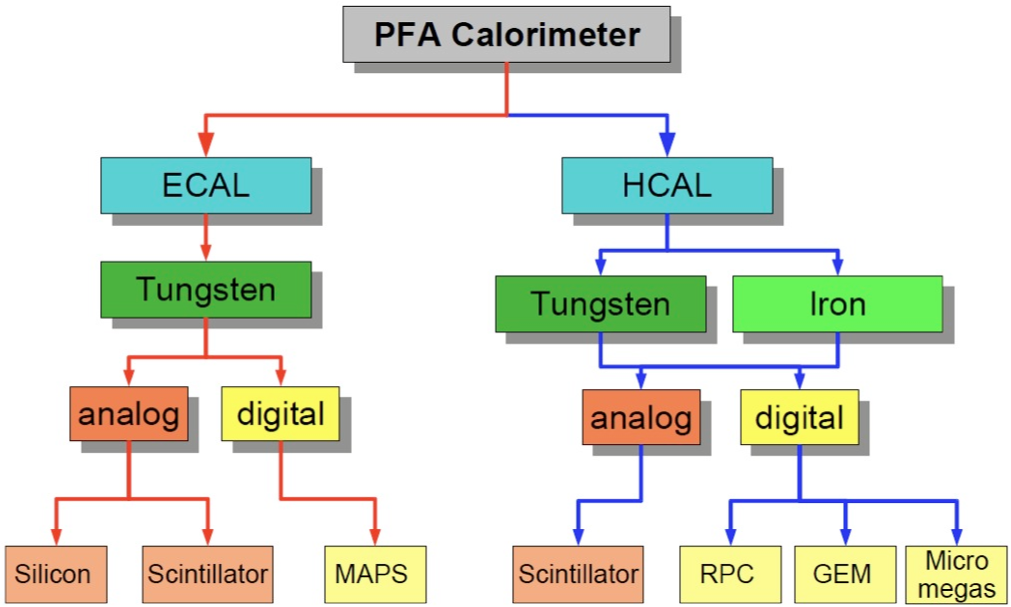 PFA Calorimeter
ECAL
HCAL
Tungsten
Tungsten
Iron
analog
digital
analog
digital
Silicon
Scintillator
MAPS
Scintillator
RPC
GEM
Micro
megas